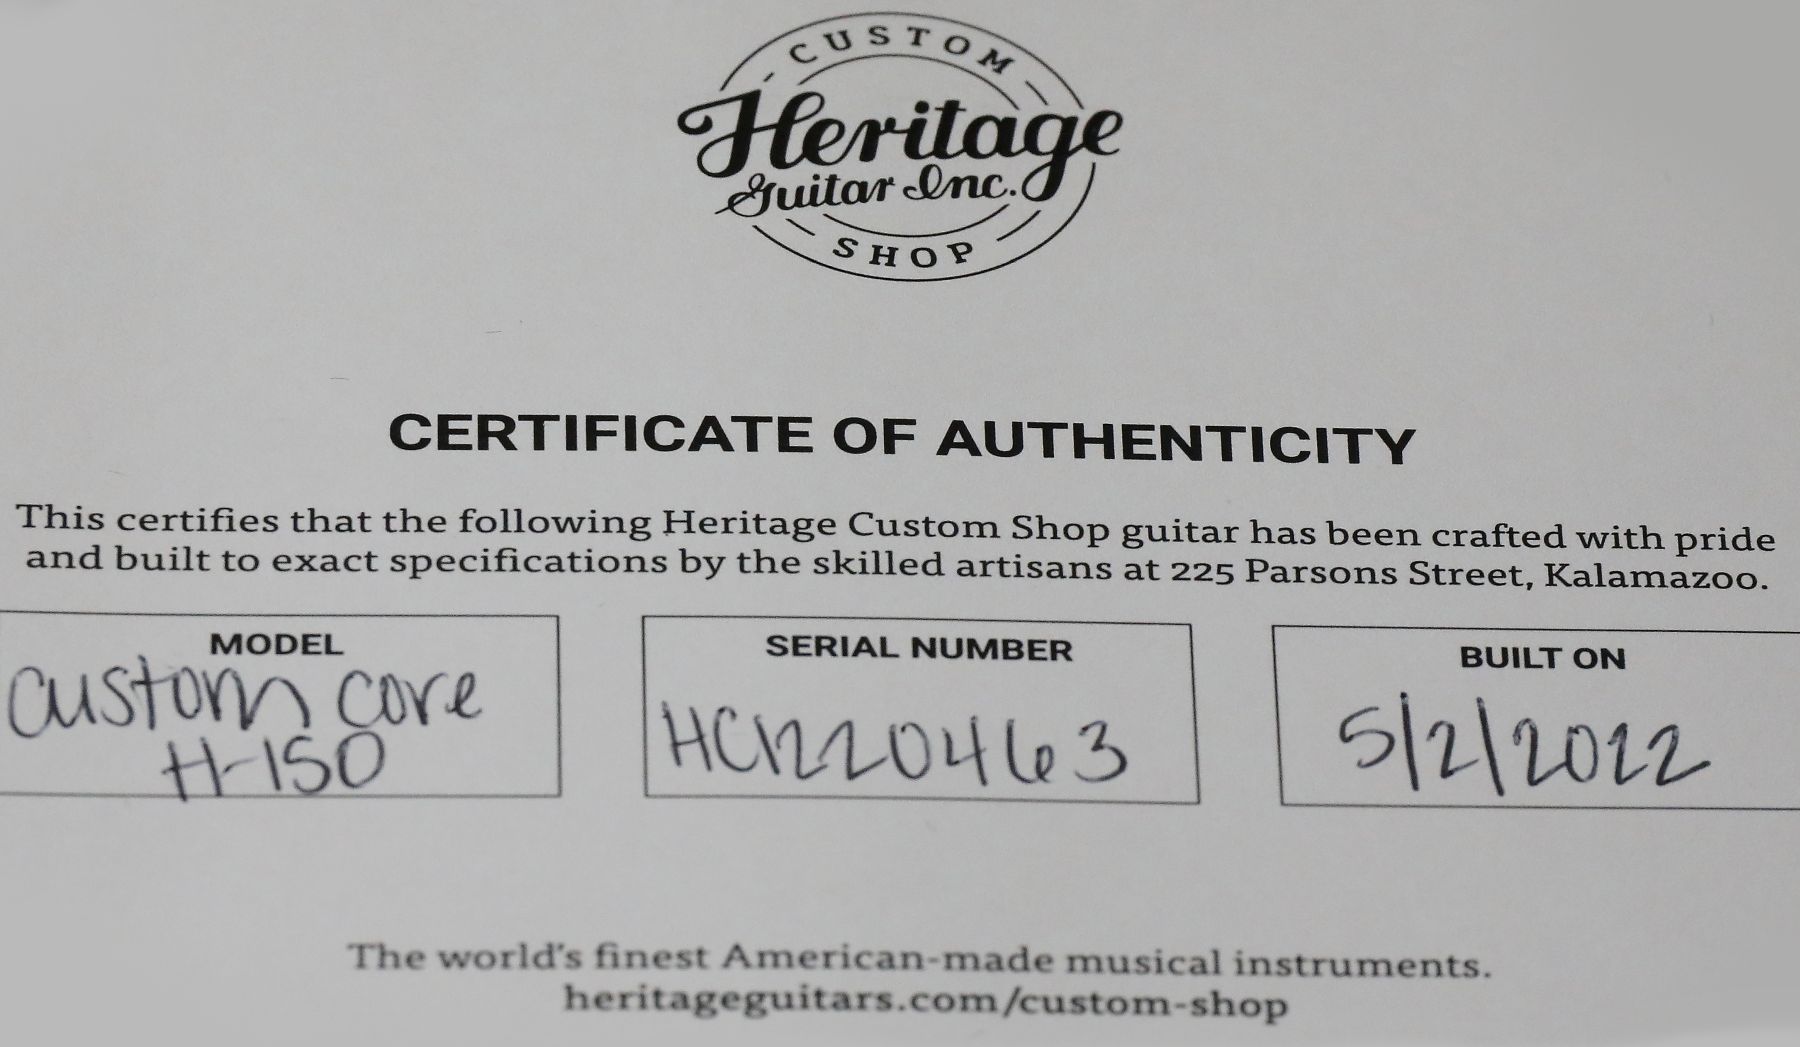 CUSTOM
Heritage
Guitar Inc.
SHOP
CERTIFICATE OF AUTHENTICITY
This certifies that the following Heritage Custom Shop guitar has been crafted with pride
and built to exact specifications by the skilled artisans at 225 Parsons Street, Kalamazoo.
MODEL
custom core
H-150
SERIAL NUMBER
HC1220463
BUILT ON
5/2/2022
The world's finest American-made musical instruments.
heritageguitars.com/custom-shop